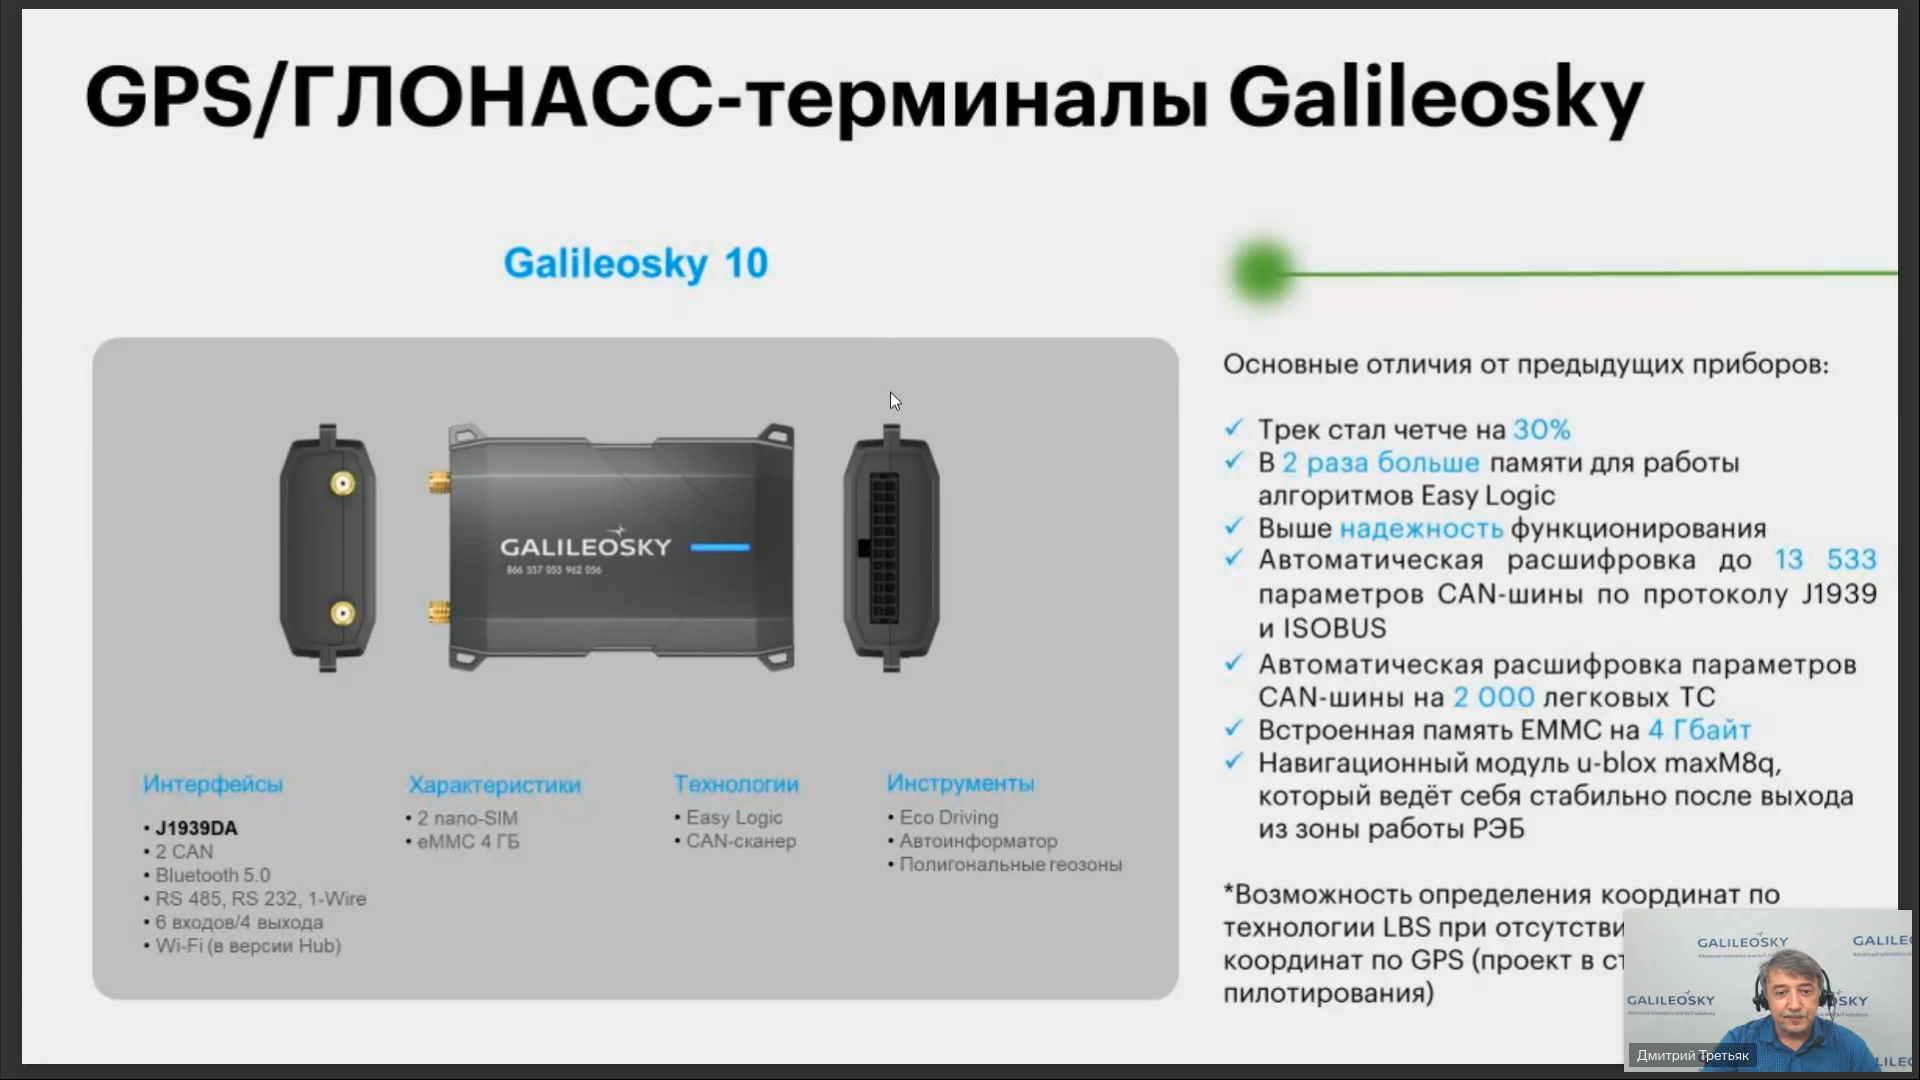 GPS/ГЛОНАСС-терминалы Galileosky
Galileosky 10
GALILEOSKY
866 537 053 962 056
Интерфейсы
• J1939DA
• 2 CAN
• Bluetooth 5.0
• RS 485, RS 232, 1-Wire
• 6 входов/4 выхода
• Wi-Fi (в версии Hub)
Характеристики
• 2 nano-SIM
• eMMC 4 ГБ
Технологии
• Easy Logic
• CAN-сканер
Инструменты
• Eco Driving
• Автоинформатор
• Полигональные геозоны
Основные отличия от предыдущих приборов:
✓ Трек стал четче на 30%
✓ В 2 раза больше памяти для работы
алгоритмов Easy Logic
✓ Выше надежность функционирования
✓ Автоматическая расшифровка до 13 533
параметров CAN-шины по протоколу J1939
и ISOBUS
✓ Автоматическая расшифровка параметров
CAN-шины на 2 000 легковых ТС
✓ Встроенная память EMMC на 4 Гбайт
✓ Навигационный модуль u-blox maxM8q,
который ведёт себя стабильно после выхода
из зоны работы РЭБ
*Возможность определения координат по
технологии LBS при отсутстви
координат по GPS (проект в ст
пилотирования)
GALILEOSKY
GALILE
GALILEOSKY
OSKY
Дмитрий Третьяк